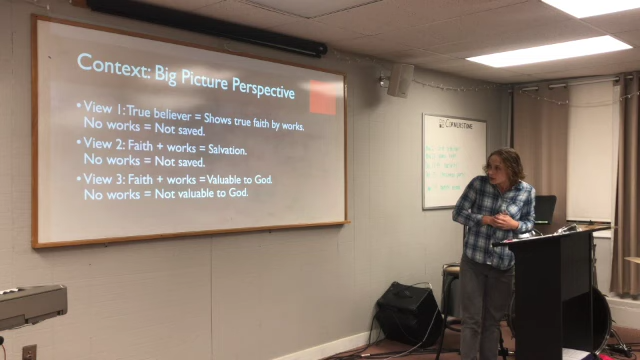 Context: Big Picture Perspective
• View 1: True believer = Shows true faith by works.
No works = Not saved.
• View 2: Faith + works = Salvation.
No works = Not saved.
• View 3: Faith + works = Valuable to God.
No works = Not valuable to God.
CORNERSTONE